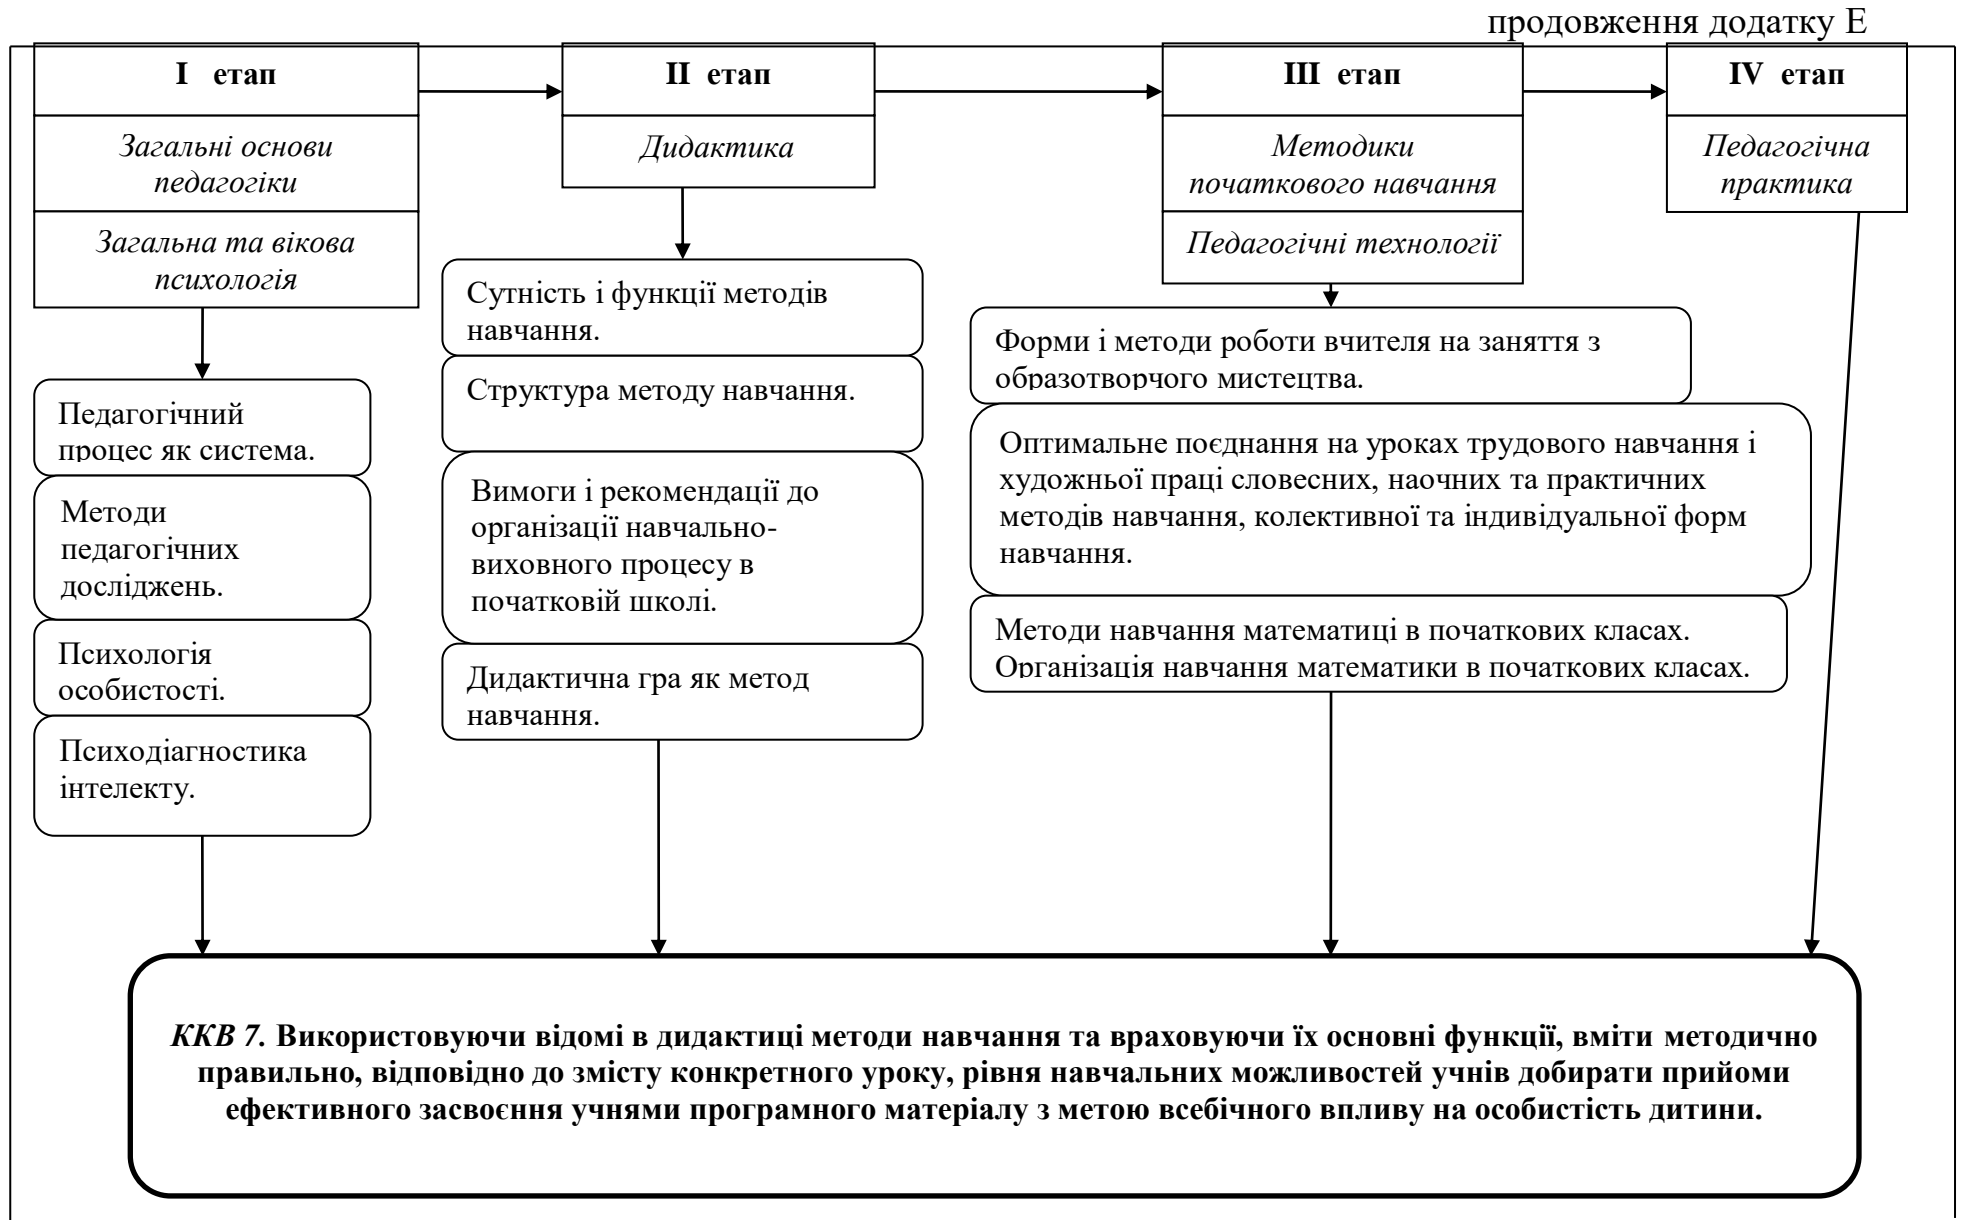 продовження додатку Е
І етап
Загальні основи
педагогіки
Загальна та вікова
психологія
Педагогічний
процес як система.
Методи
педагогічних
досліджень.
Психологія
особистості.
Психодіагностика
інтелекту.
ІІ етап
Дидактика
Сутність і функції методів
навчання.
Структура методу навчання.
Вимоги і рекомендації до
організації навчально-
виховного процесу в
початковій школі.
Дидактична гра як метод
навчання.
ІІІ етап
Методики
початкового навчання
Педагогічні технології
Форми і методи роботи вчителя на заняття з
образотворчого мистецтва.
Оптимальне поєднання на уроках трудового навчання і
художньої праці словесних, наочних та практичних
методів навчання, колективної та індивідуальної форм
навчання.
Методи навчання математиці в початкових класах.
Організація навчання математики в початкових класах.
IV етап
Педагогічна
практика
ККВ 7. Використовуючи відомі в дидактиці методи навчання та враховуючи їх основні функції, вміти методично
правильно, відповідно до змісту конкретного уроку, рівня навчальних можливостей учнів добирати прийоми
ефективного засвоєння учнями програмного матеріалу з метою всебічного впливу на особистість дитини.